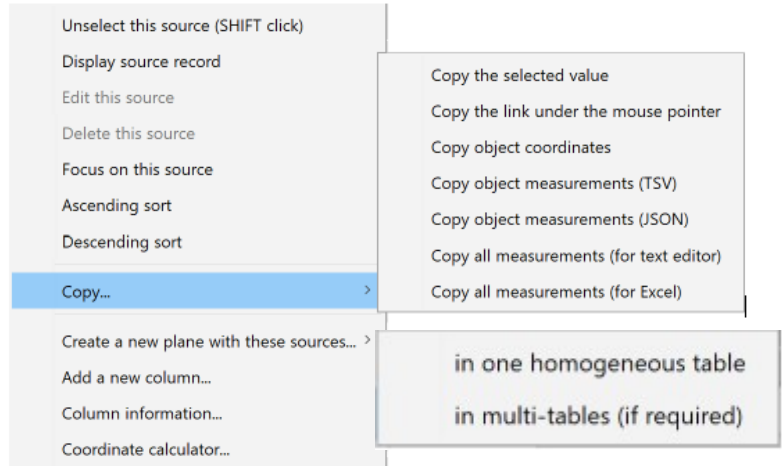 Unselect this source (SHIFT click)
Display source record
Edit this source
Delete this source
Focus on this source
Ascending sort
Descending sort
Copy...
Create a new plane with these sources...
Add a new column...
Column information...
Coordinate calculator...
Copy the selected value
Copy the link under the mouse pointer
Copy object coordinates
Copy object measurements (TSV)
Copy object measurements (JSON)
Copy all measurements (for text editor)
Copy all measurements (for Excel)
in one homogeneous table
in multi-tables (if required)